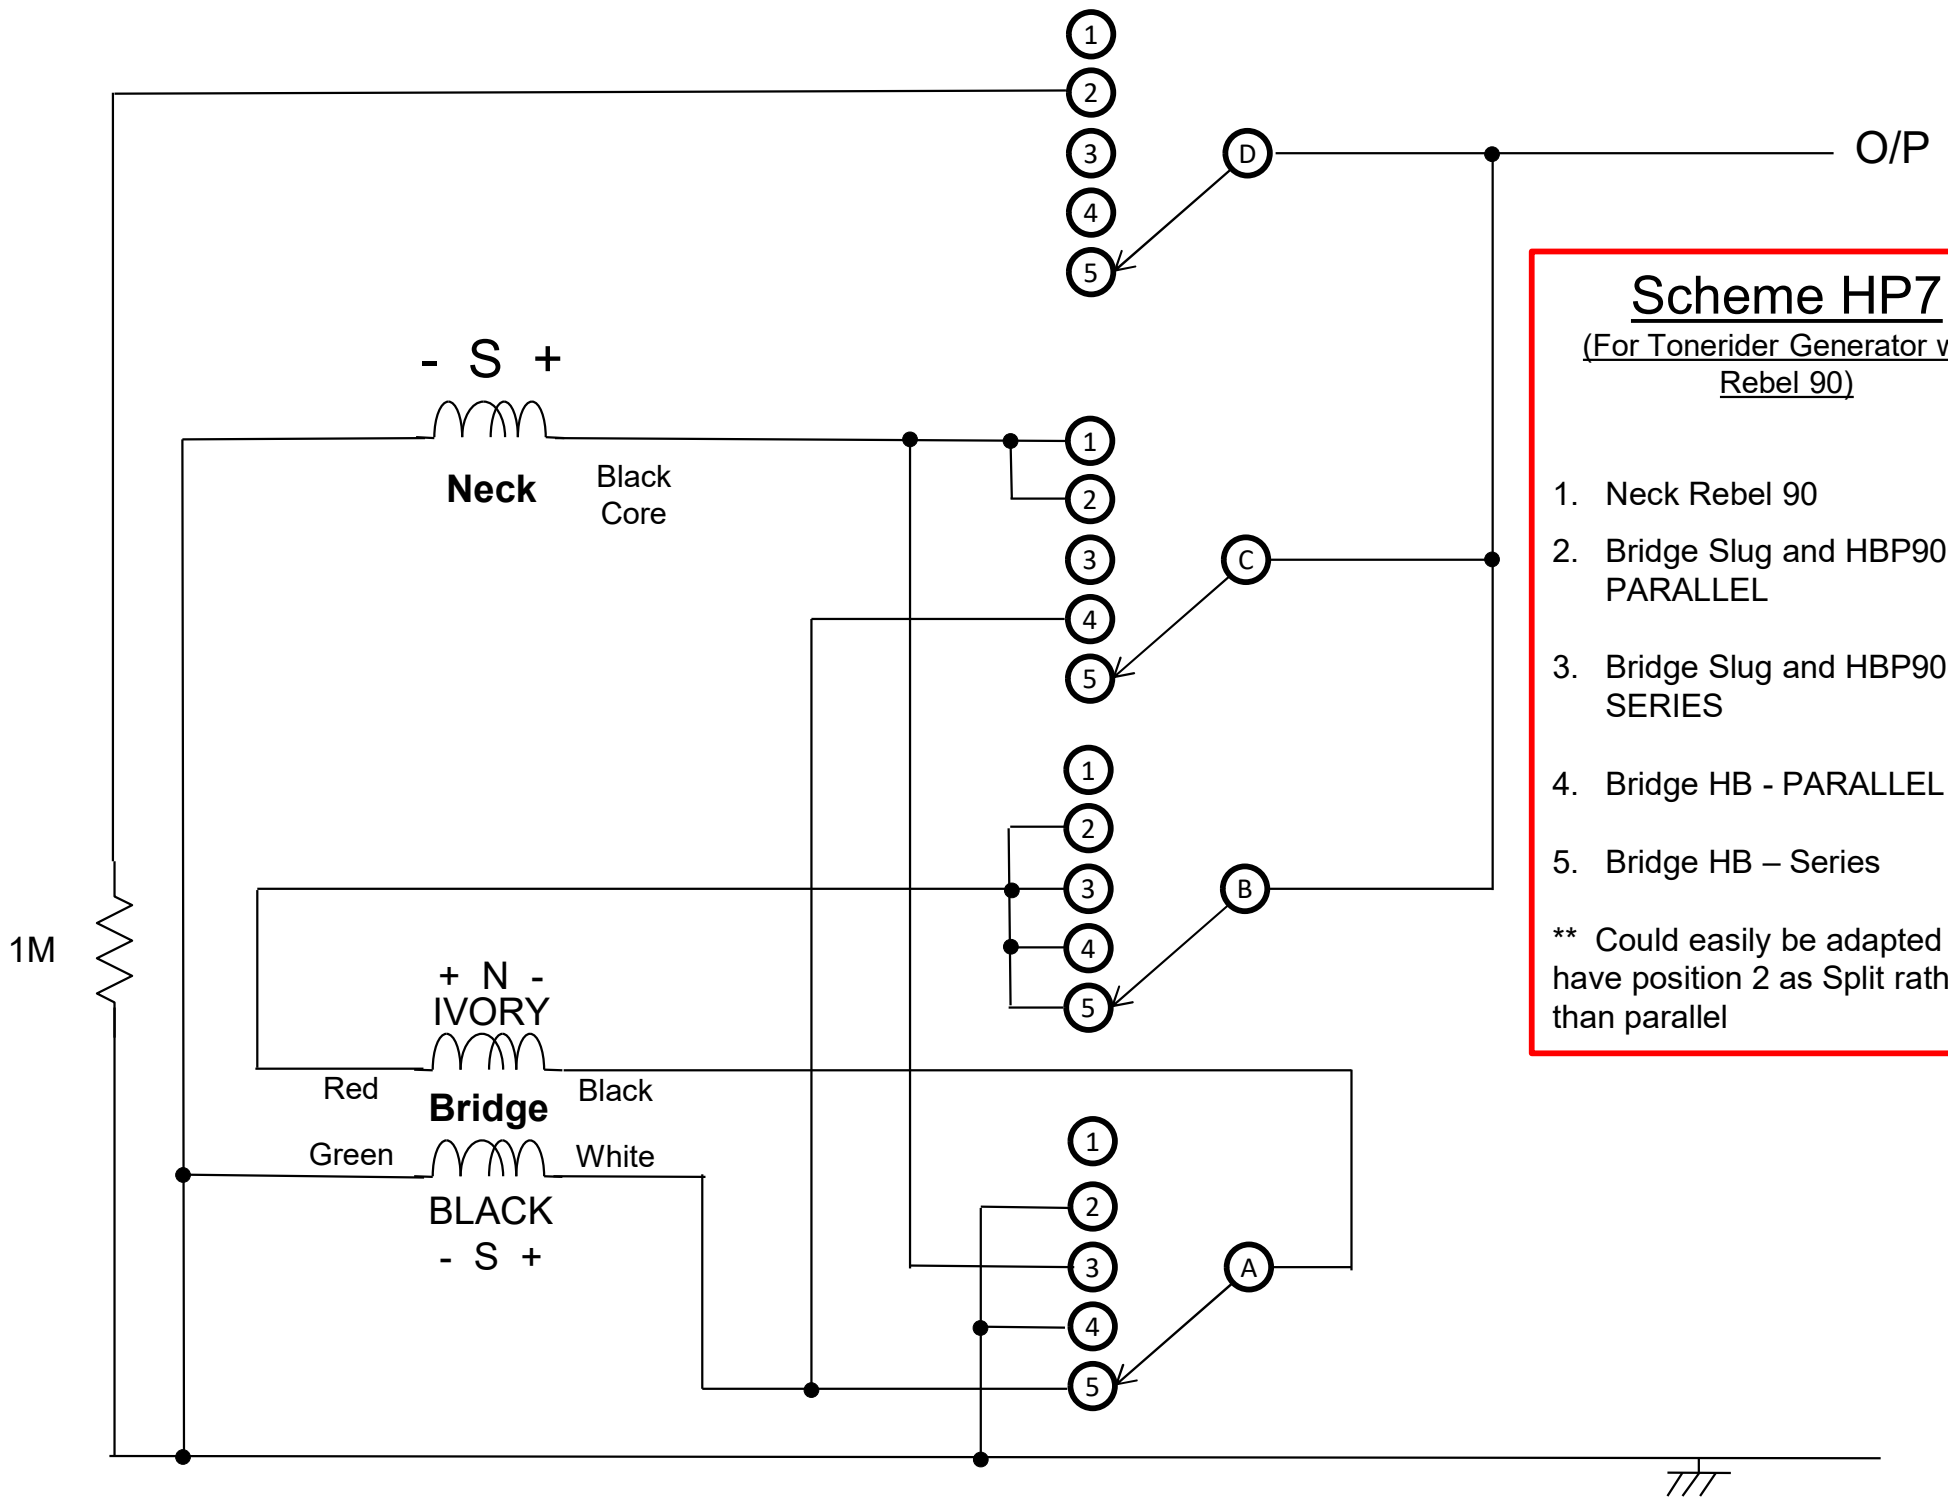 1
2
3
4
5
D
O/P
Scheme HP7
(For Tonerider Generator
Rebel 90)
- S +
Neck
Black
Core
1
2
3
4
5
C
1. Neck Rebel 90
2. Bridge Slug and HBP90
PARALLEL
3. Bridge Slug and HBP90
SERIES
4. Bridge HB - PARALLEL
5. Bridge HB – Series
** Could easily be adapted
have position 2 as Split
than parallel
1
2
3
4
5
B
1M
+ N -
IVORY
Red
Bridge
Black
Green
White
BLACK
- S +
1
2
3
4
5
A